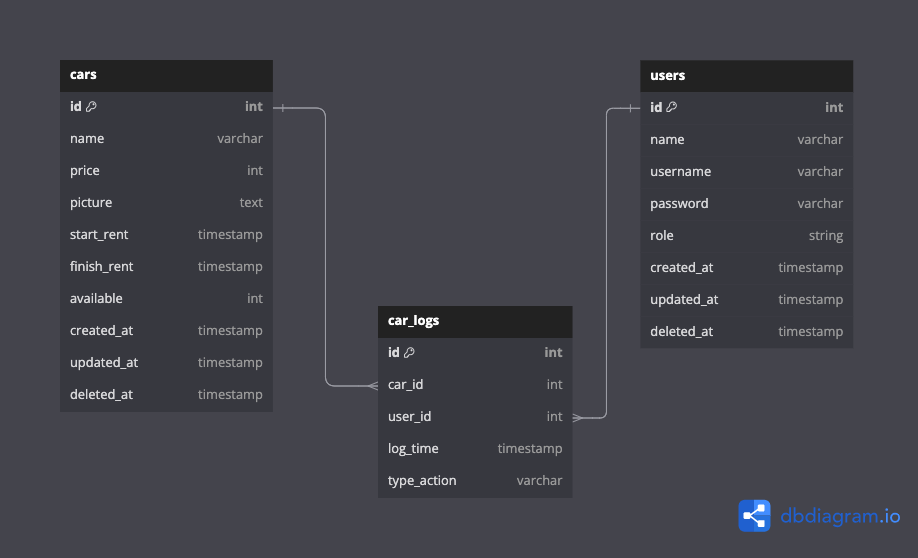 cars
id int
name varchar
price int
picture text
start_rent timestamp
finish_rent timestamp
available int
created_at timestamp
updated_at timestamp
deleted_at timestamp
users
id int
name varchar
username varchar
password varchar
role string
created_at timestamp
updated_at timestamp
deleted_at timestamp
car_logs
id int
car_id int
user_id int
log_time timestamp
type_action varchar
dbdiagram.io